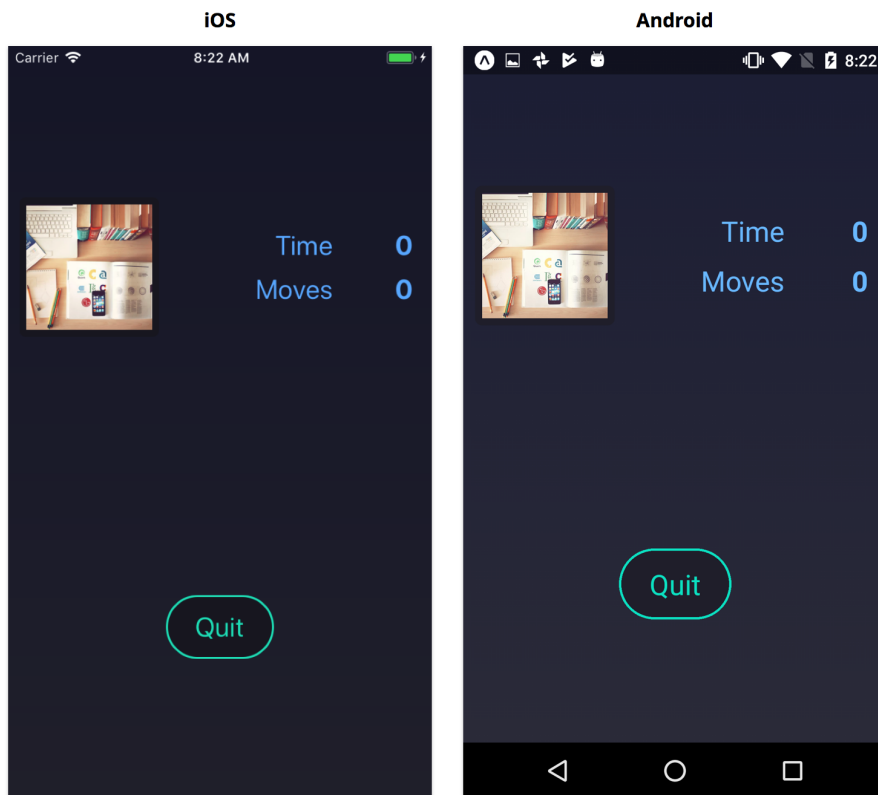 iOS
Android
Carrier 8:22 AM
8:22
Time 0
Moves 0
Time 0
Moves 0
Quit
Quit